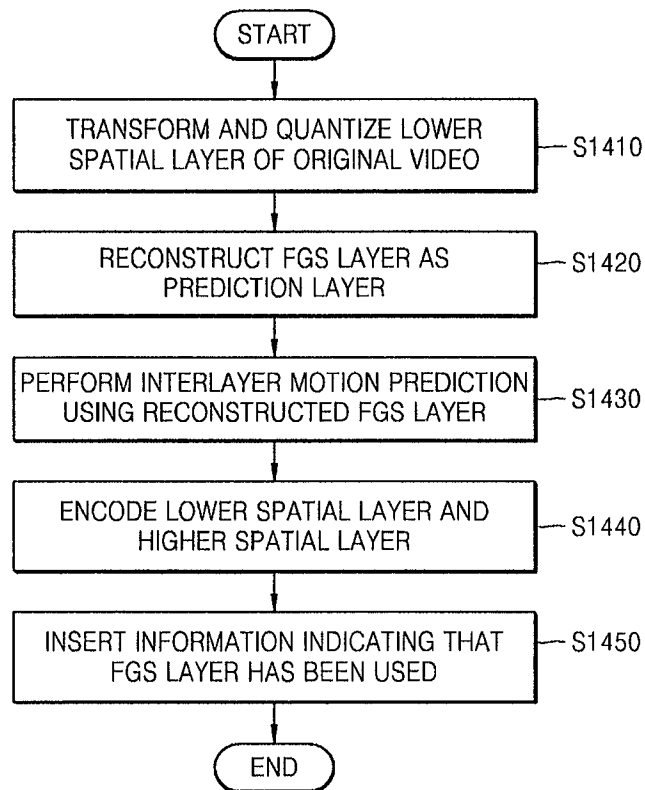 START
TRANSFORM AND QUANTIZE LOWER
SPATIAL LAYER OF ORIGINAL VIDEO
S1410
RECONSTRUCT FGS LAYER AS
PREDICTION LAYER
S1420
PERFORM INTERLAYER MOTION PREDICTION
USING RECONSTRUCTED FGS LAYER
S1430
ENCODE LOWER SPATIAL LAYER AND
HIGHER SPATIAL LAYER
S1440
INSERT INFORMATION INDICATING THAT
FGS LAYER HAS BEEN USED
S1450
END